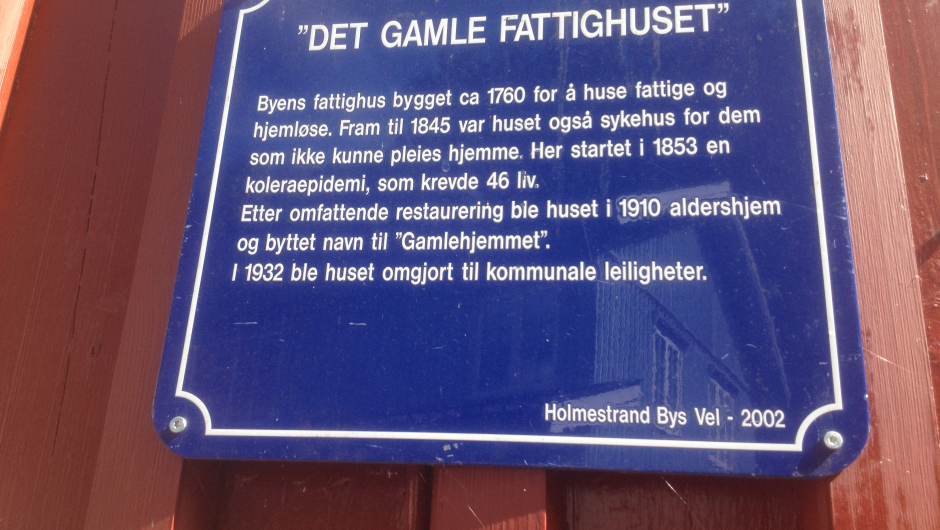 "DET GAMLE FATTIGHUSET"
Byens fattighus bygget ca 1760 for å huse fattige og
hjemløse. Fram til 1845 var huset også sykehus for dem
som ikke kunne pleies hjemme. Her startet i 1853 en
koleraepidemi, som krevde 46 liv.
Etter omfattende restaurering ble huset i 1910 aldershjem
og byttet navn til "Gamlehjemmet".
I 1932 ble huset omgjort til kommunale leiligheter.
Holmestrand Bys Vel - 2002